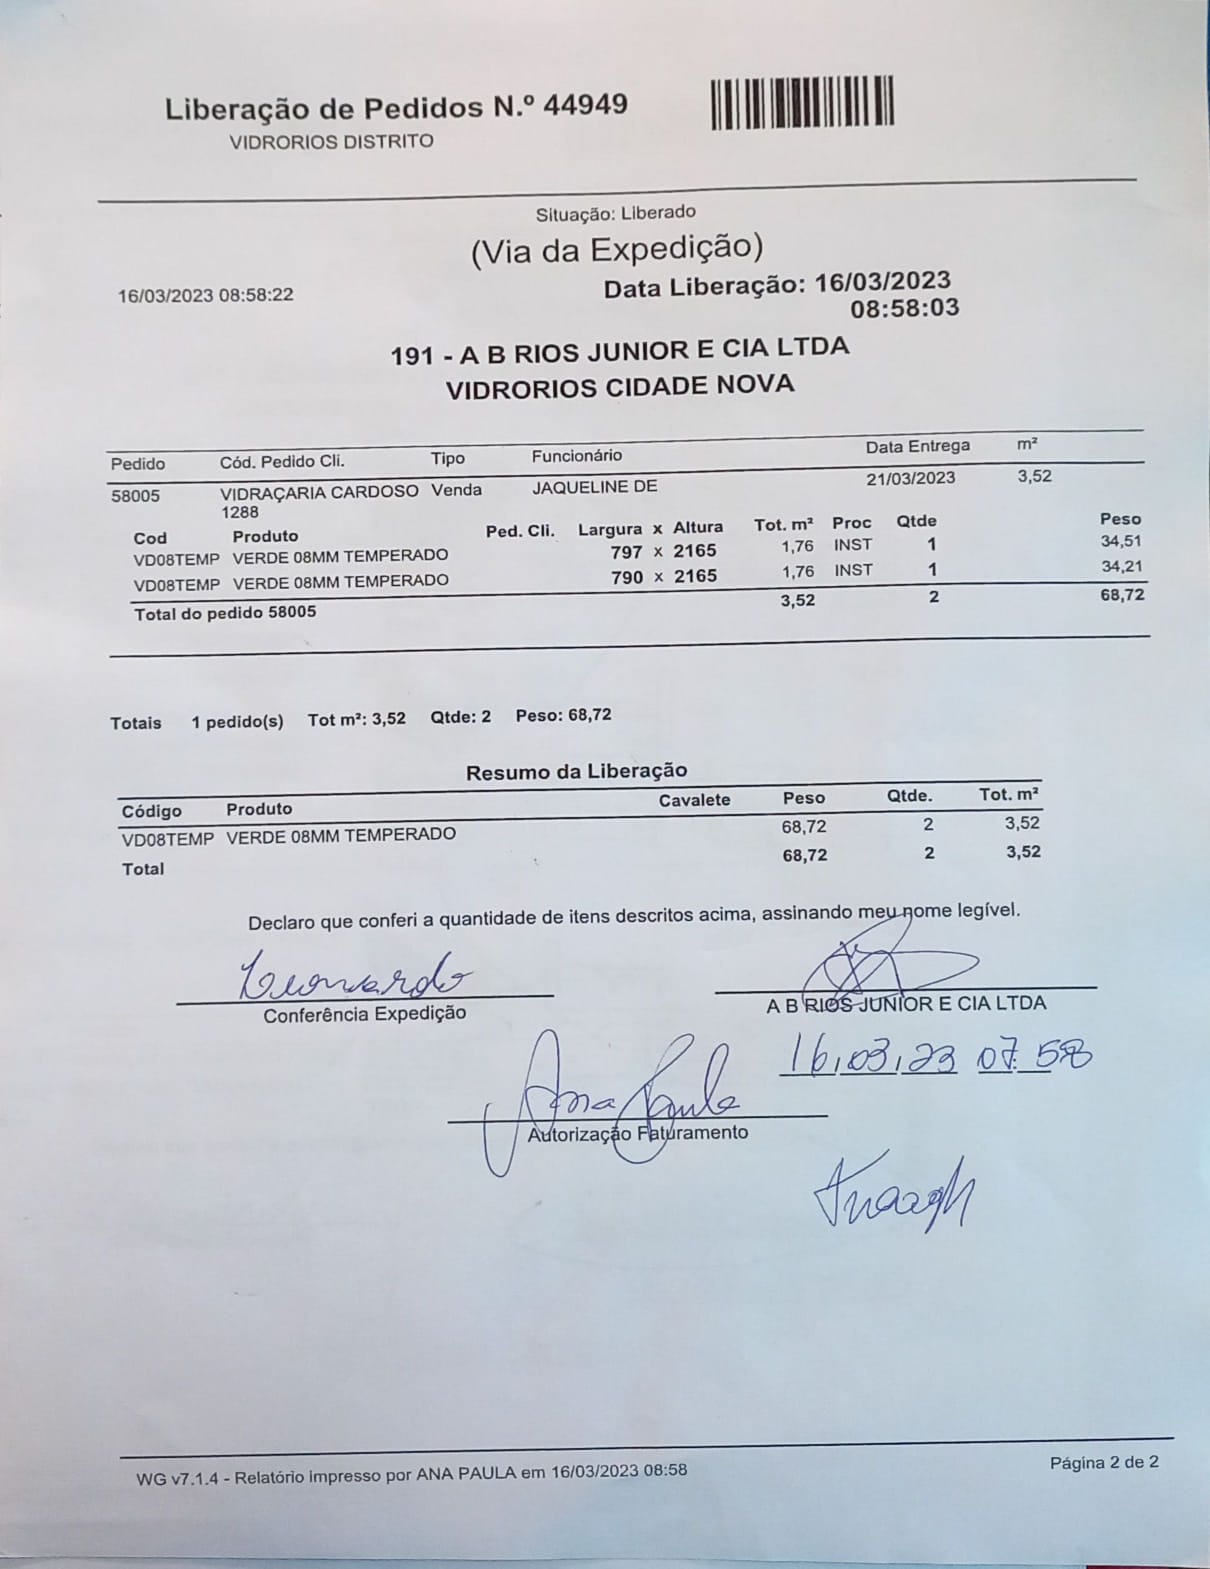 Liberação de Pedidos N.º 44949
VIDRORIOS DISTRITO
Situação: Liberado
(Via da Expedição)
16/03/2023 08:58:22
Data Liberação: 16/03/2023
08:58:03
191 - A B RIOS JUNIOR E CIA LTDA
VIDRORIOS CIDADE NOVA
Pedido Cód. Pedido Cli. Tipo Funcionário Data Entrega m²
58005 VIDRAÇARIA CARDOSO Venda JAQUELINE DE 21/03/2023 3,52
1288
Cod Produto Ped. Cli. Largura x Altura Tot. m² Proc Qtde Peso
VD08TEMP VERDE 08MM TEMPERADO 797 x 2165 1,76 INST 1 34,51
VD08TEMP VERDE 08MM TEMPERADO 790 x 2165 1,76 INST 1 34,21
Total do pedido 58005 3,52 2 68,72
Totais 1 pedido(s) Tot m²: 3,52 Qtde: 2 Peso: 68,72
Resumo da Liberação
Código Produto Cavalete Peso Qtde. Tot. m²
VD08TEMP VERDE 08MM TEMPERADO 68,72 2 3,52
Total 68,72 2 3,52
Declaro que conferi a quantidade de itens descritos acima, assinando meu nome legível.
Leonardo
Conferência Expedição
A B RIOS JUNIOR E CIA LTDA
16/03/23 07:58
Ana Paula
Autorização Faturamento
WG v7.1.4 - Relatório impresso por ANA PAULA em 16/03/2023 08:58
Página 2 de 2